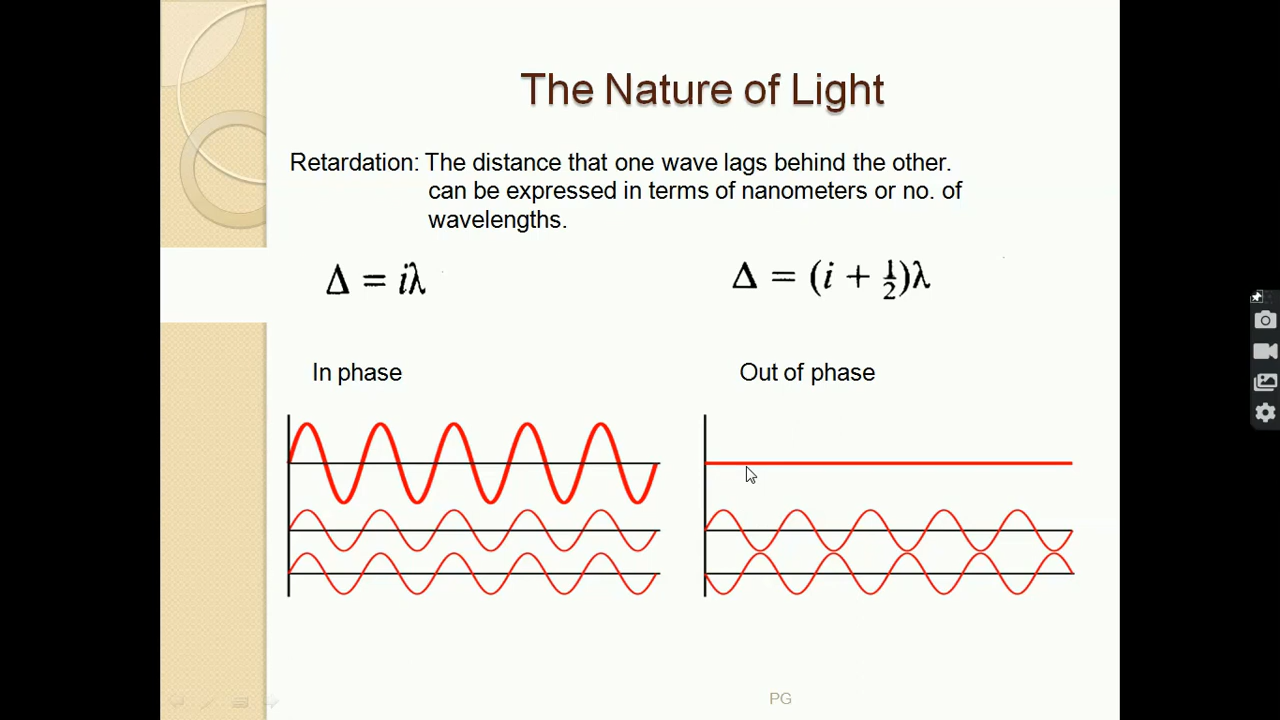 The Nature of Light
Retardation: The distance that one wave lags behind the other.
can be expressed in terms of nanometers or no. of
wavelengths.
Δ = iλ
Δ = (i + ½)λ
In phase
Out of phase
PG